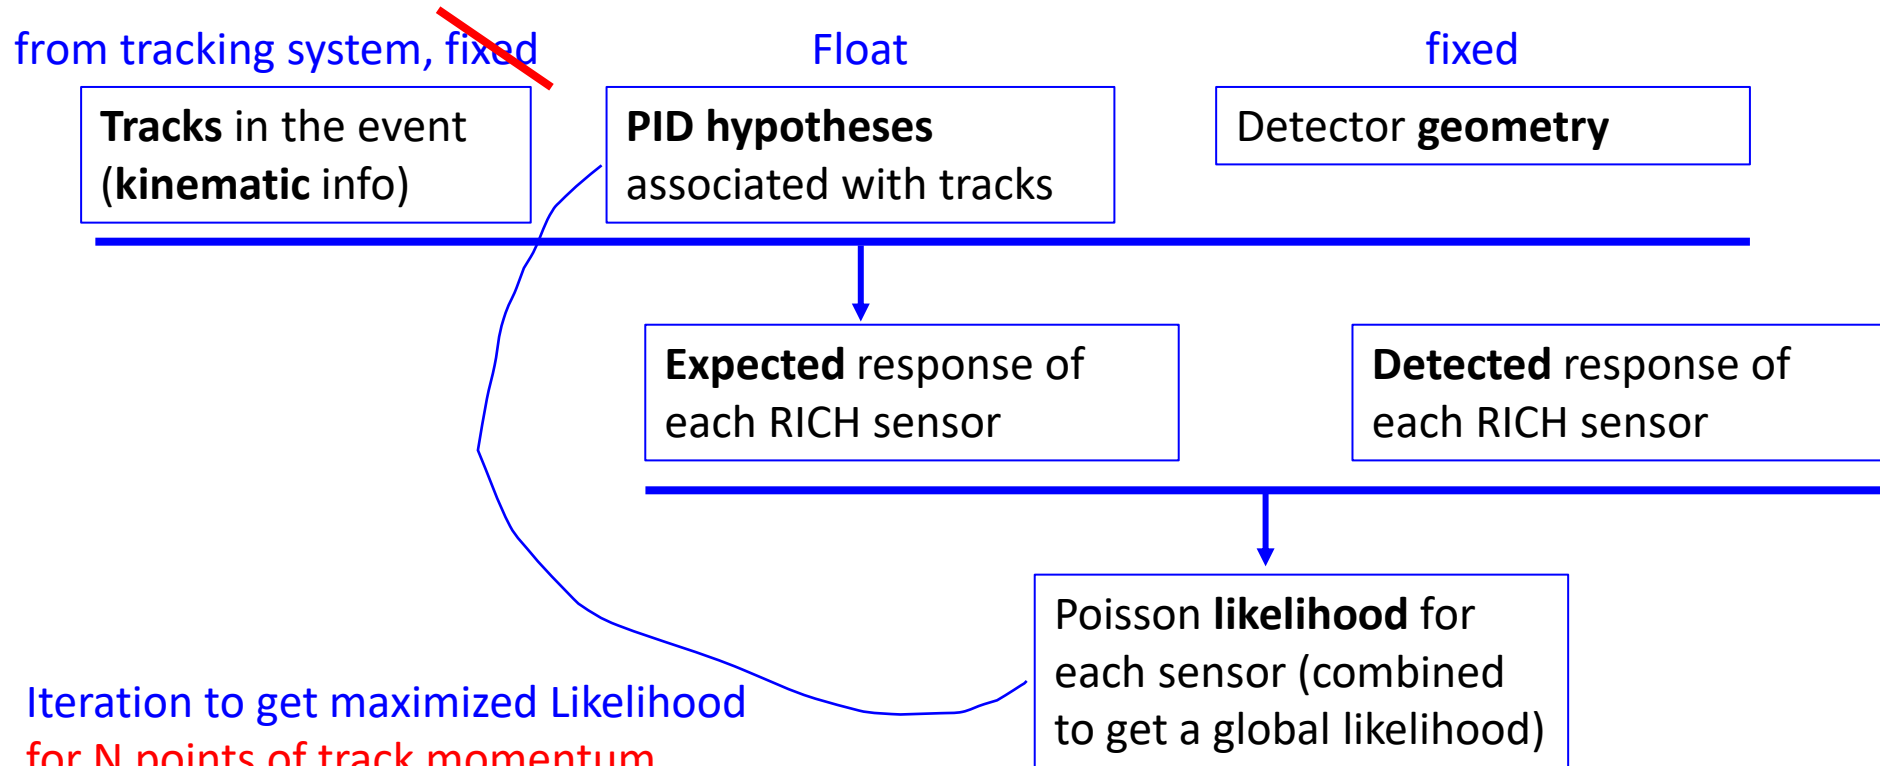 from tracking system, fixed
Float
fixed
Tracks in the event
(kinematic info)
PID hypotheses
associated with tracks
Detector geometry
Expected response of
each RICH sensor
Detected response of
each RICH sensor
Poisson likelihood for
each sensor (combined
to get a global likelihood)
Iteration to get maximized Likelihood
for N points of track momentum